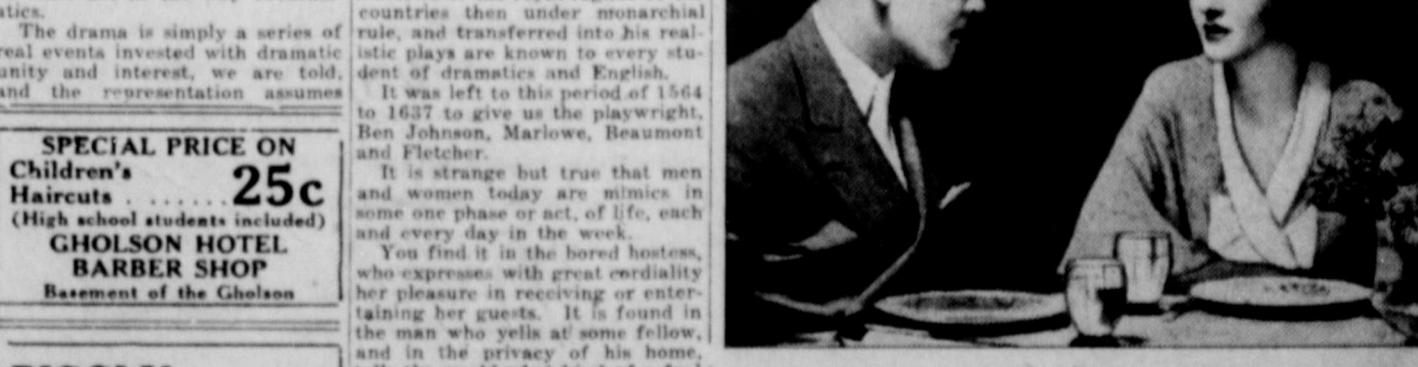 atics.
The drama is simply a series of
real events invested with dramatic
unity and interest, we are told,
and the representation assumes
SPECIAL PRICE ON
Children's
Haircuts . . . . . . . 25c
(High school students included)
GHOLSON HOTEL
BARBER SHOP
Basement of the Gholson
countries then under monarchial
rule, and transferred into his real-
istic plays are known to every stu-
dent of dramatics and English.
It was left to this period of 1564
to 1637 to give us the playwright,
Ben Johnson, Marlowe, Beaumont
and Fletcher.
It is strange but true that men
and women today are mimics in
some one phase or act, of life, each
and every day in the week.
You find it in the bored hostess,
who expresses with great cordiality
her pleasure in receiving or enter-
taining her guests. It is found in
the man who yells at some fellow,
and in the privacy of his home,